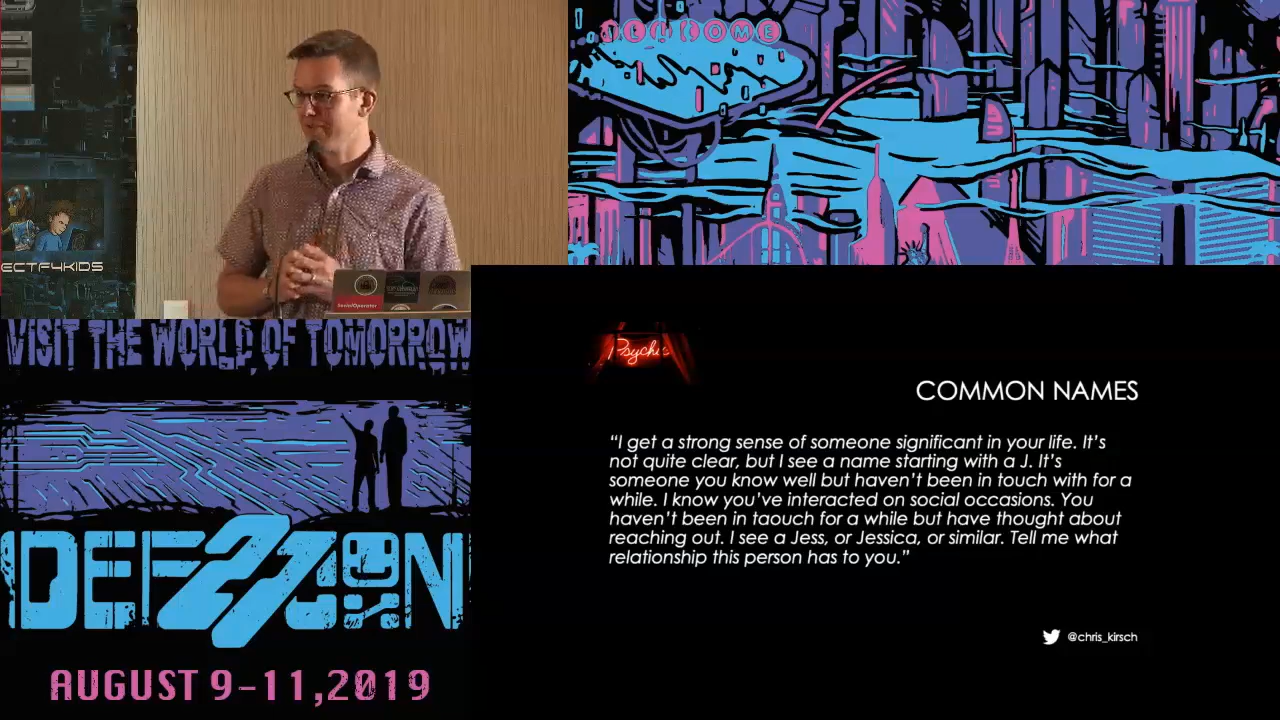 WELCOME
ECTF4KIDS
SocialOperator
VISIT THE WORLD OF TOMORROW
DEF27CON
AUGUST 9-11,2019
Psychic
COMMON NAMES
“I get a strong sense of someone significant in your life. It’s
not quite clear, but I see a name starting with a J. It’s
someone you know well but haven’t been in touch with for a
while. I know you’ve interacted on social occasions. You
haven’t been in taouch for a while but have thought about
reaching out. I see a Jess, or Jessica, or similar. Tell me what
relationship this person has to you.”
@chris_kirsch